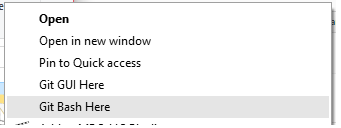 Open
Open in new window
Pin to Quick access
Git GUI Here
Git Bash Here